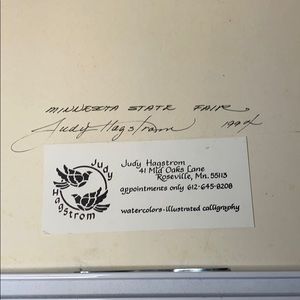 MINNESTA STATE FAIR
Judy Hagstrom 1994
Judy
Hagstrom
Judy Hagstrom
41 Mid Oaks Lane
Roseville, Mn. 55113
appointments only 612-645-8208
watercolors-illustrated calligraphy